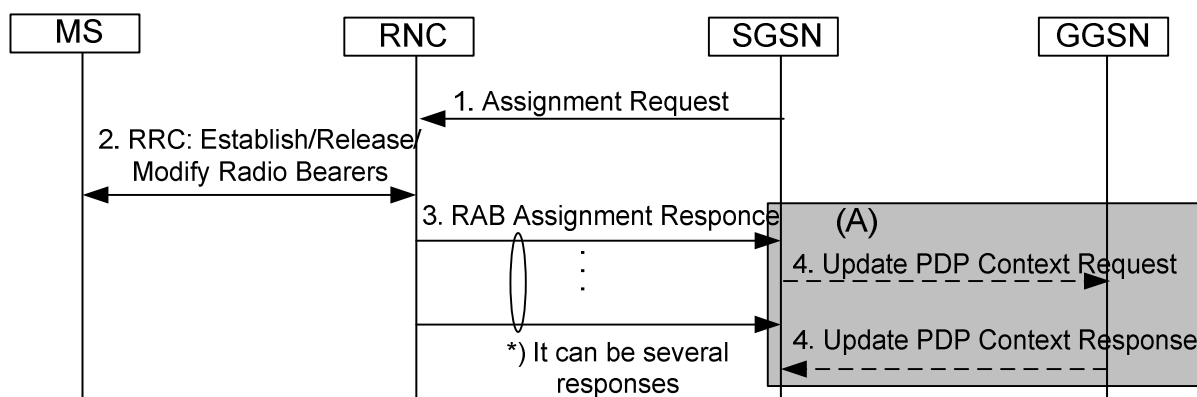 MS
RNC
SGSN
GGSN
1. Assignment Request
2. RRC: Establish/Release/
Modify Radio Bearers
3. RAB Assignment Responce
(A)
4. Update PDP Context Request
4. Update PDP Context Response
*) It can be several
responses